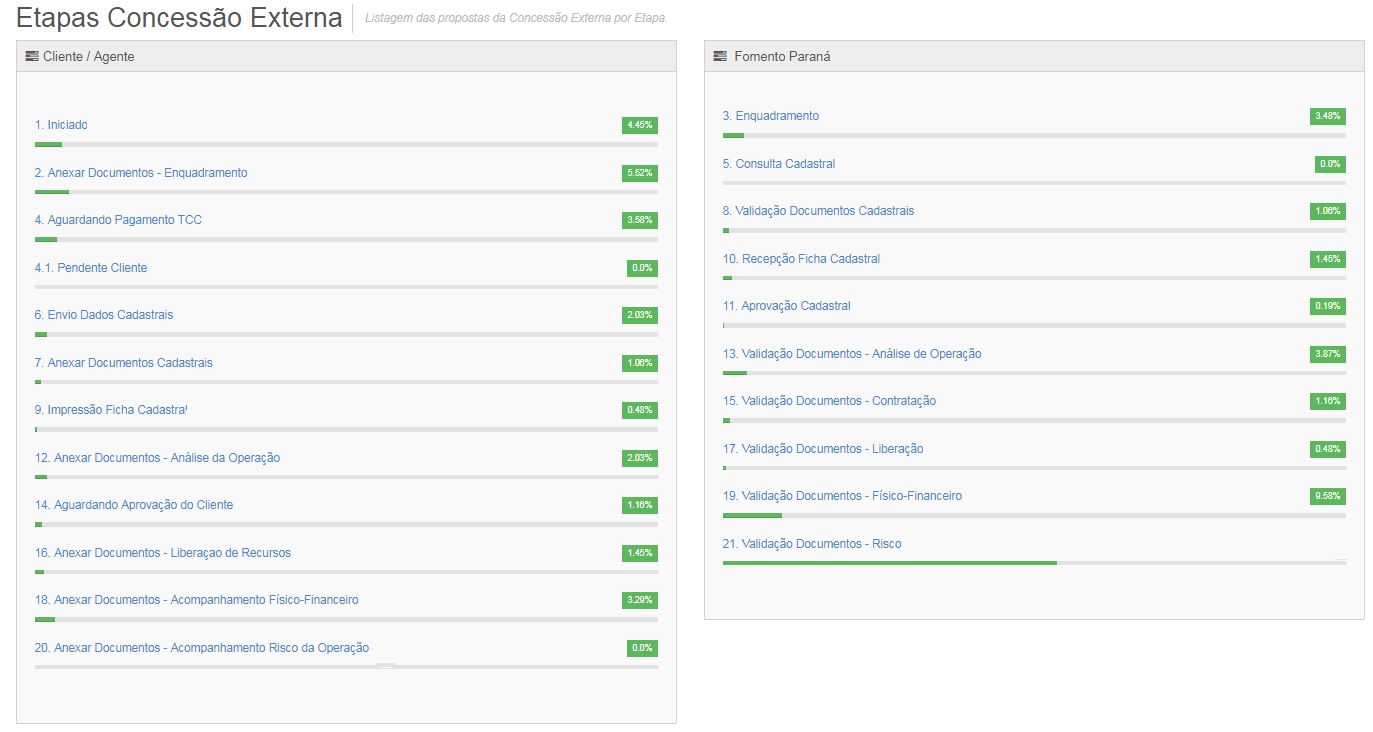 Etapas Concessão Externa
Listagem das propostas da Concessão Externa por Etapa.
Cliente / Agente
1. Iniciado 4.45%
2. Anexar Documentos - Enquadramento 5.52%
4. Aguardando Pagamento TCC 3.58%
4.1. Pendente Cliente 0.0%
6. Envio Dados Cadastrais 2.03%
7. Anexar Documentos Cadastrais 1.06%
9. Impressão Ficha Cadastral 0.48%
12. Anexar Documentos - Análise da Operação 2.03%
14. Aguardando Aprovação do Cliente 1.16%
16. Anexar Documentos - Liberaçao de Recursos 1.45%
18. Anexar Documentos - Acompanhamento Físico-Financeiro 3.29%
20. Anexar Documentos - Acompanhamento Risco da Operação 0.0%
Fomento Paraná
3. Enquadramento 3.48%
5. Consulta Cadastral 0.0%
8. Validação Documentos Cadastrais 1.06%
10. Recepção Ficha Cadastral 1.45%
11. Aprovação Cadastral 0.19%
13. Validação Documentos - Análise de Operação 3.87%
15. Validação Documentos - Contratação 1.16%
17. Validação Documentos - Liberação 0.48%
19. Validação Documentos - Físico-Financeiro 9.58%
21. Validação Documentos - Risco